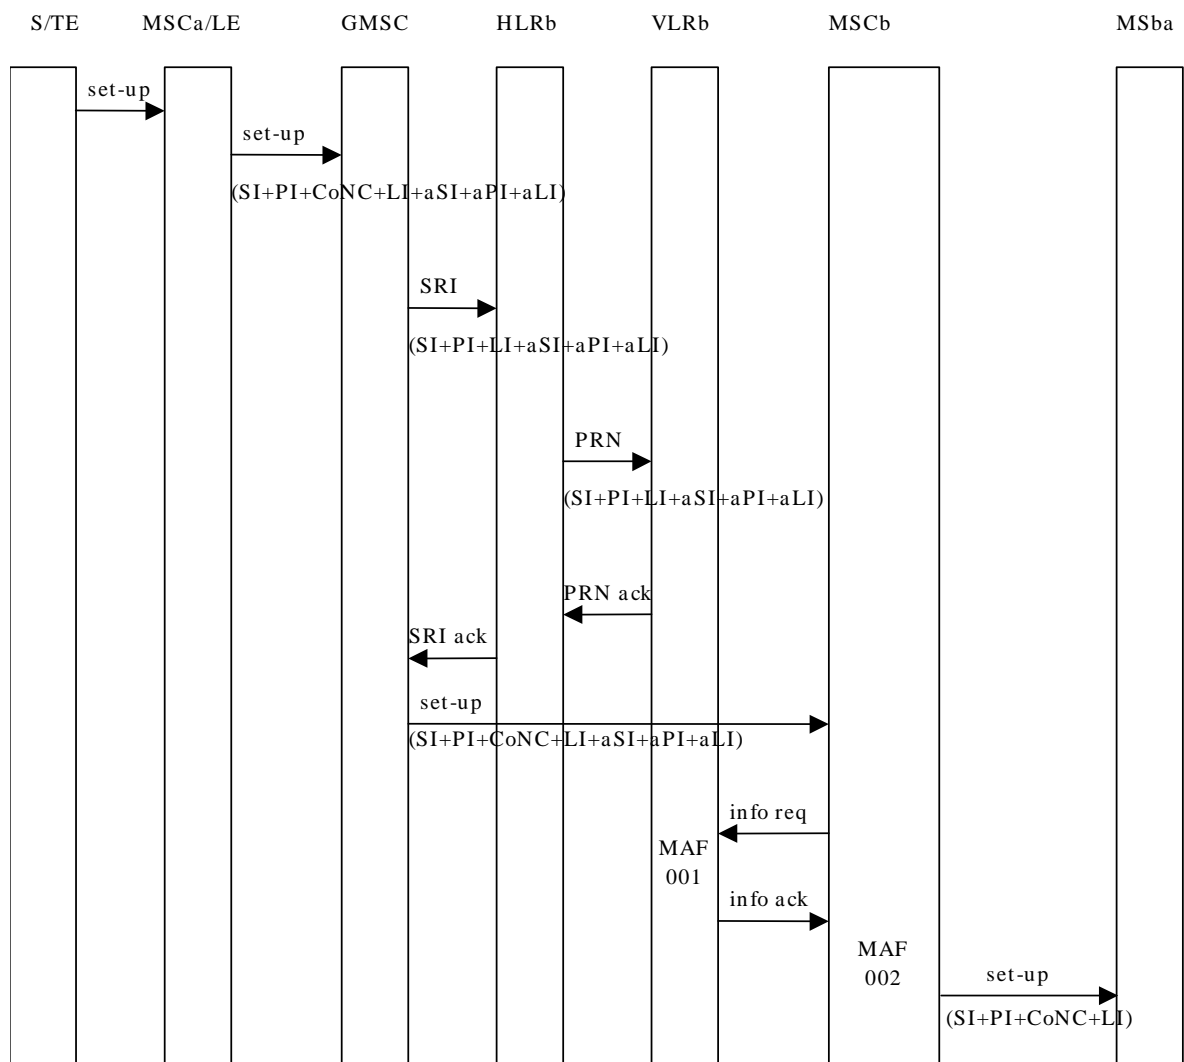 S/TE MSCa/LE GMSC HLRb VLRb MSCb MSba
set-up
set-up
(SI+PI+CoNC+LI+aSI+aPI+aLI)
SRI
(SI+PI+LI+aSI+aPI+aLI)
PRN
(SI+PI+LI+aSI+aPI+aLI)
PRN ack
SRI ack
set-up
(SI+PI+CoNC+LI+aSI+aPI+aLI)
info req
MAF
001
info ack
MAF
002
set-up
(SI+PI+CoNC+LI)